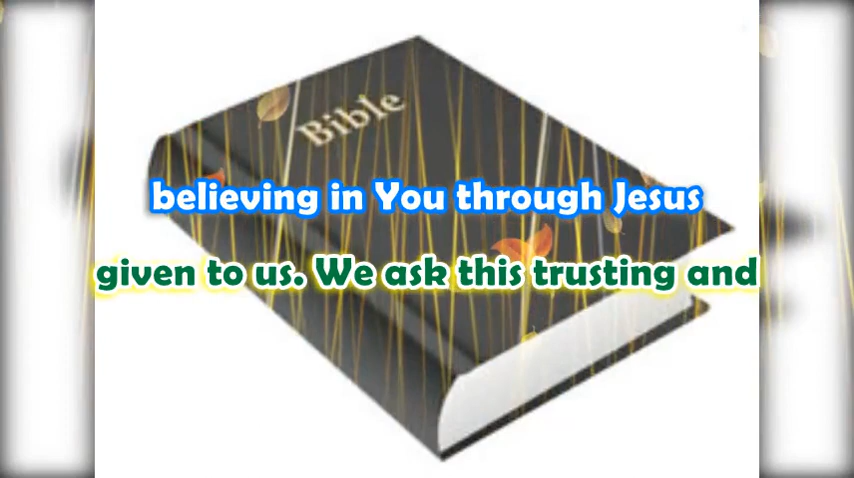 Bible
believing in You through Jesus
given to us. We ask this trusting and